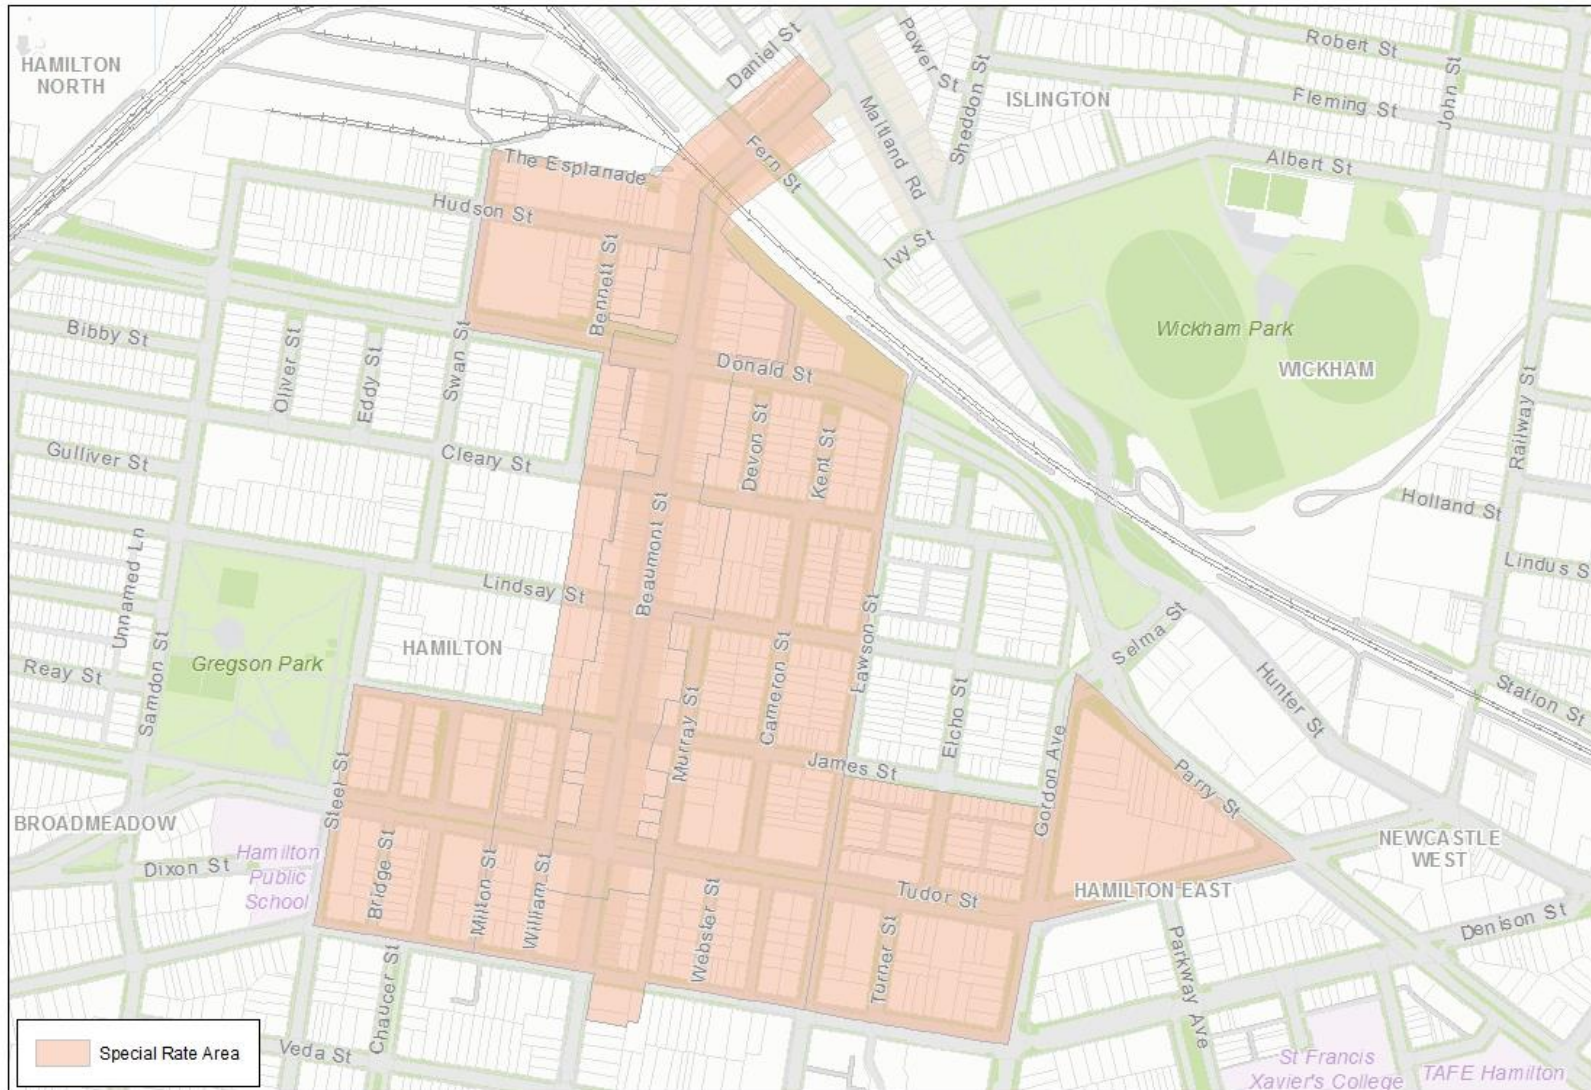 HAMILTON
NORTH
Daniel St
Power St
Sheddon St
Robert St
John St
ISLINGTON
Fleming St
Maitland Rd
The Esplanade
Fern St
Albert St
Hudson St
Ivy St
Bennett St
Bibby St
Oliver St
Eddy St
Swan St
Wickham Park
WICKHAM
Donald St
Railway St
Gulliver St
Cleary St
Devon St
Kent St
Holland St
Beaumont St
Unnamed Ln
Lindsay St
Lindus S
HAMILTON
Gregson Park
Reay St
Samdon St
Murray St
Cameron St
Lawson St
Elcho St
Selma St
Hunter St
Station St
James St
Gordon Ave
Parry St
Steel St
BROADMEADOW
Dixon St
Hamilton
Public
School
Bridge St
Milton St
William St
Webster St
Tudor St
Turner St
HAMILTON EAST
NEWCASTLE
WEST
Denison St
Parkway Ave
Chaucer St
Veda St
Special Rate Area
St Francis
Xavier's College
TAFE Hamilton